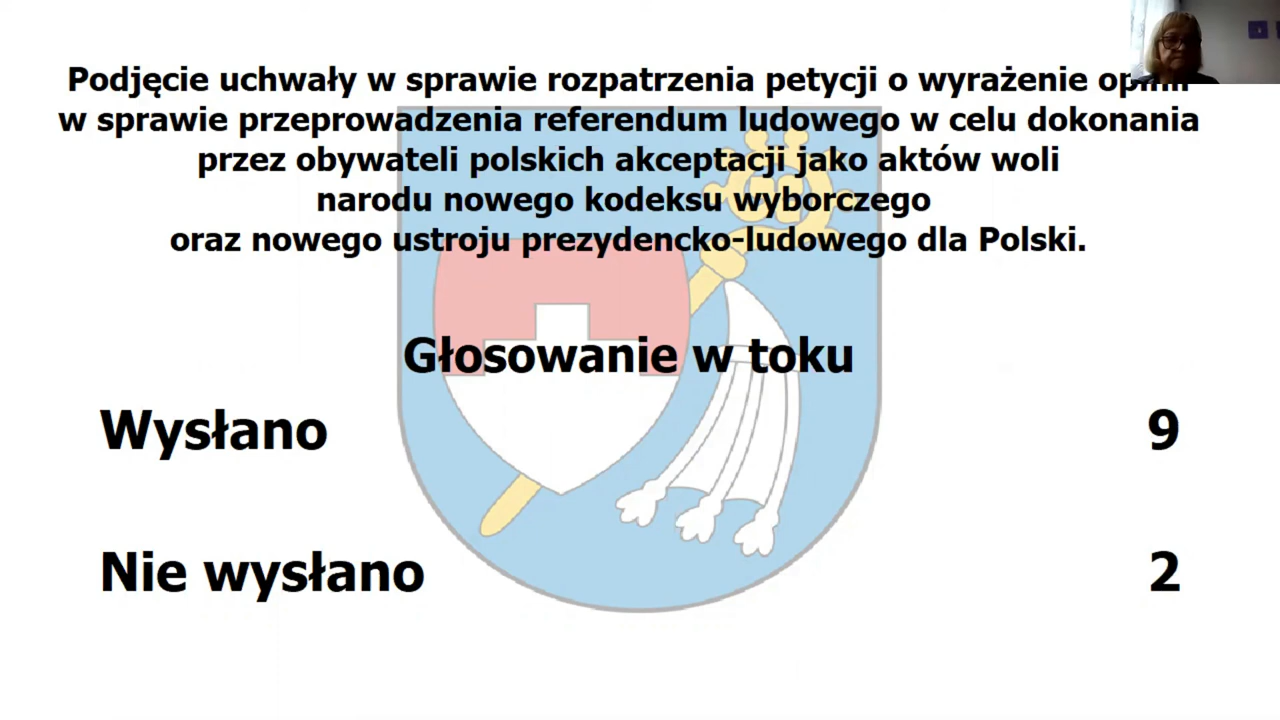 Podjęcie uchwały w sprawie rozpatrzenia petycji o wyrażenie opinii
w sprawie przeprowadzenia referendum ludowego w celu dokonania
przez obywateli polskich akceptacji jako aktów woli
narodu nowego kodeksu wyborczego
oraz nowego ustroju prezydencko-ludowego dla Polski.
Głosowanie w toku
Wysłano 9
Nie wysłano 2